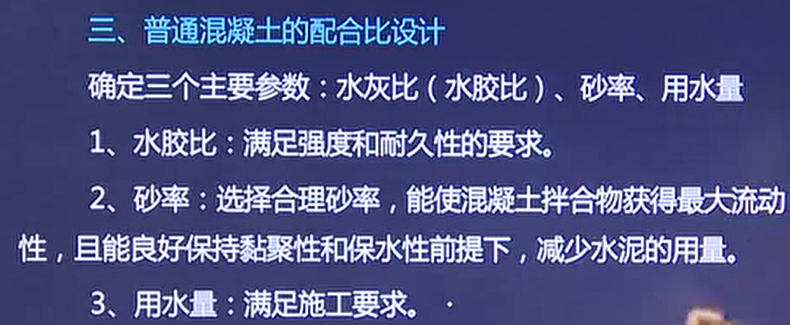 三、普通混凝土的配合比设计
确定三个主要参数：水灰比（水胶比）、砂率、用水量
1、水胶比：满足强度和耐久性的要求。
2、砂率：选择合理砂率，能使混凝土拌合物获得最大流动
性，且能良好保持黏聚性和保水性前提下，减少水泥的用量。
3、用水量：满足施工要求。